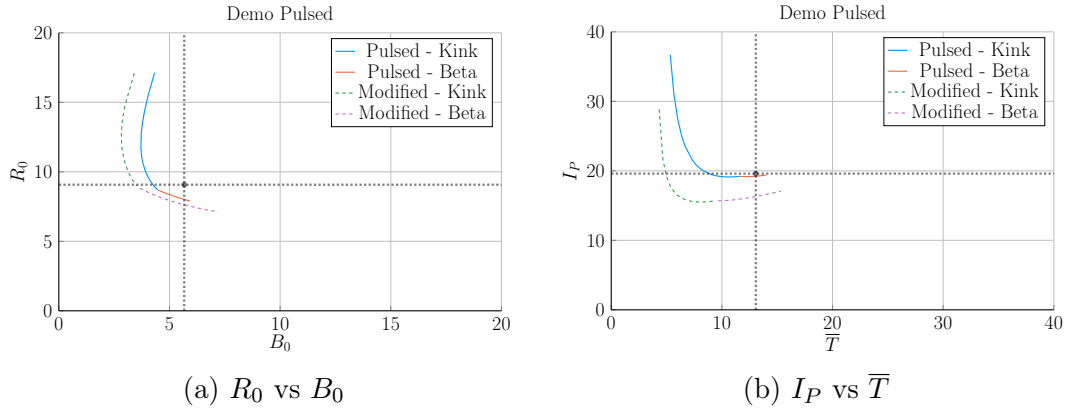 Demo Pulsed
20
15
10
5
0
R₀
0
5
10
15
20
B₀
Pulsed - Kink
Pulsed - Beta
Modified - Kink
Modified - Beta
(a) R₀ vs B₀
Demo Pulsed
40
30
20
10
0
I_P
0
10
20
30
40
T̅
Pulsed - Kink
Pulsed - Beta
Modified - Kink
Modified - Beta
(b) I_P vs T̅